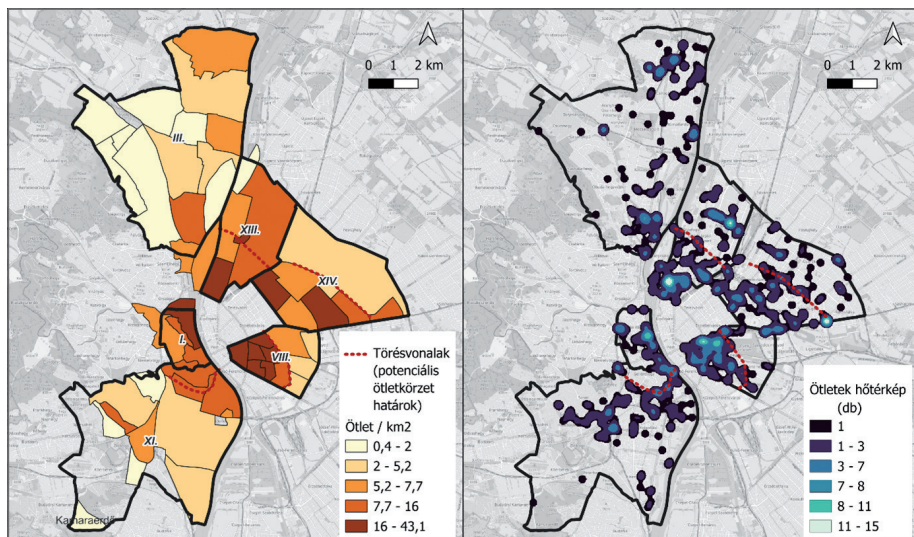 0 1 2 km
III.
XIII.
XIV.
I.
VIII.
XI.
Kamaraerdő
Törésvonalak
(potenciális
ötletkörzet
határok)
Ötlet / km2
0,4 - 2
2 - 5,2
5,2 - 7,7
7,7 - 16
16 - 43,1
0 1 2 km
Ötletek hőtérkép
(db)
1
1 - 3
3 - 7
7 - 8
8 - 11
11 - 15